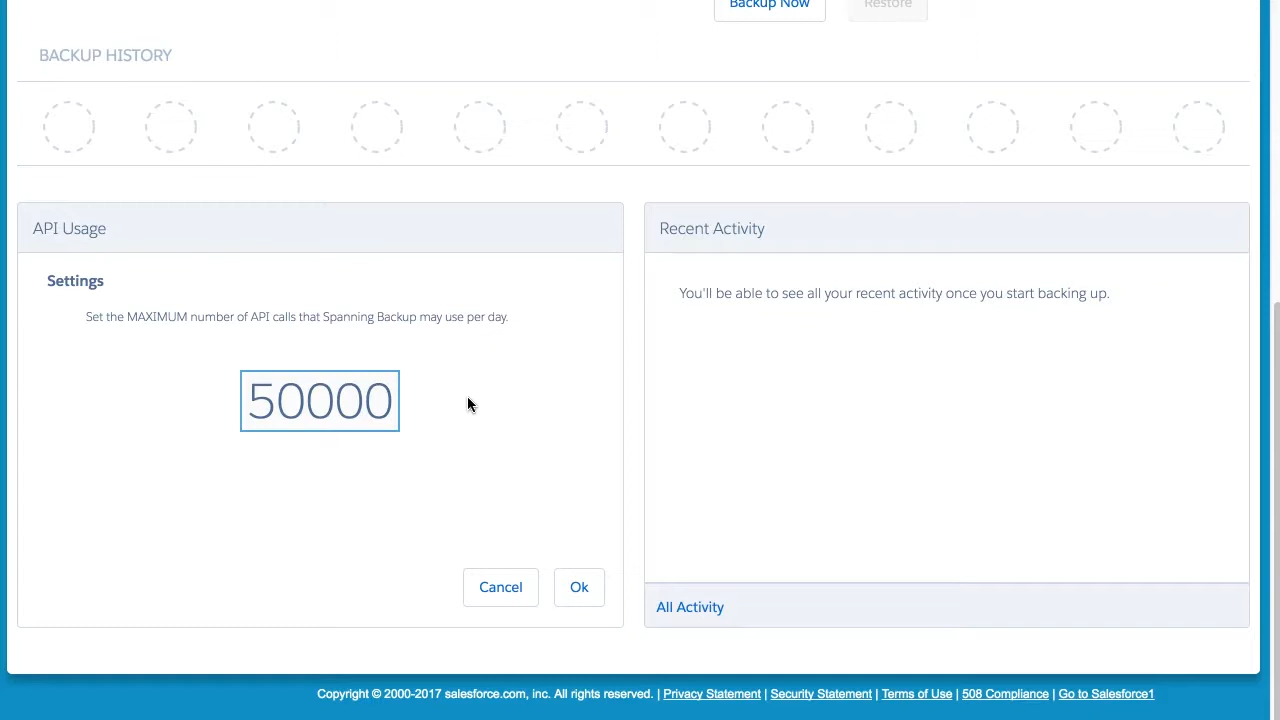 Backup Now
Restore
BACKUP HISTORY
API Usage
Settings
Set the MAXIMUM number of API calls that Spanning Backup may use per day.
50000
Cancel
Ok
Recent Activity
You'll be able to see all your recent activity once you start backing up.
All Activity
Copyright © 2000-2017 salesforce.com, inc. All rights reserved. | Privacy Statement | Security Statement | Terms of Use | 508 Compliance | Go to Salesforce1